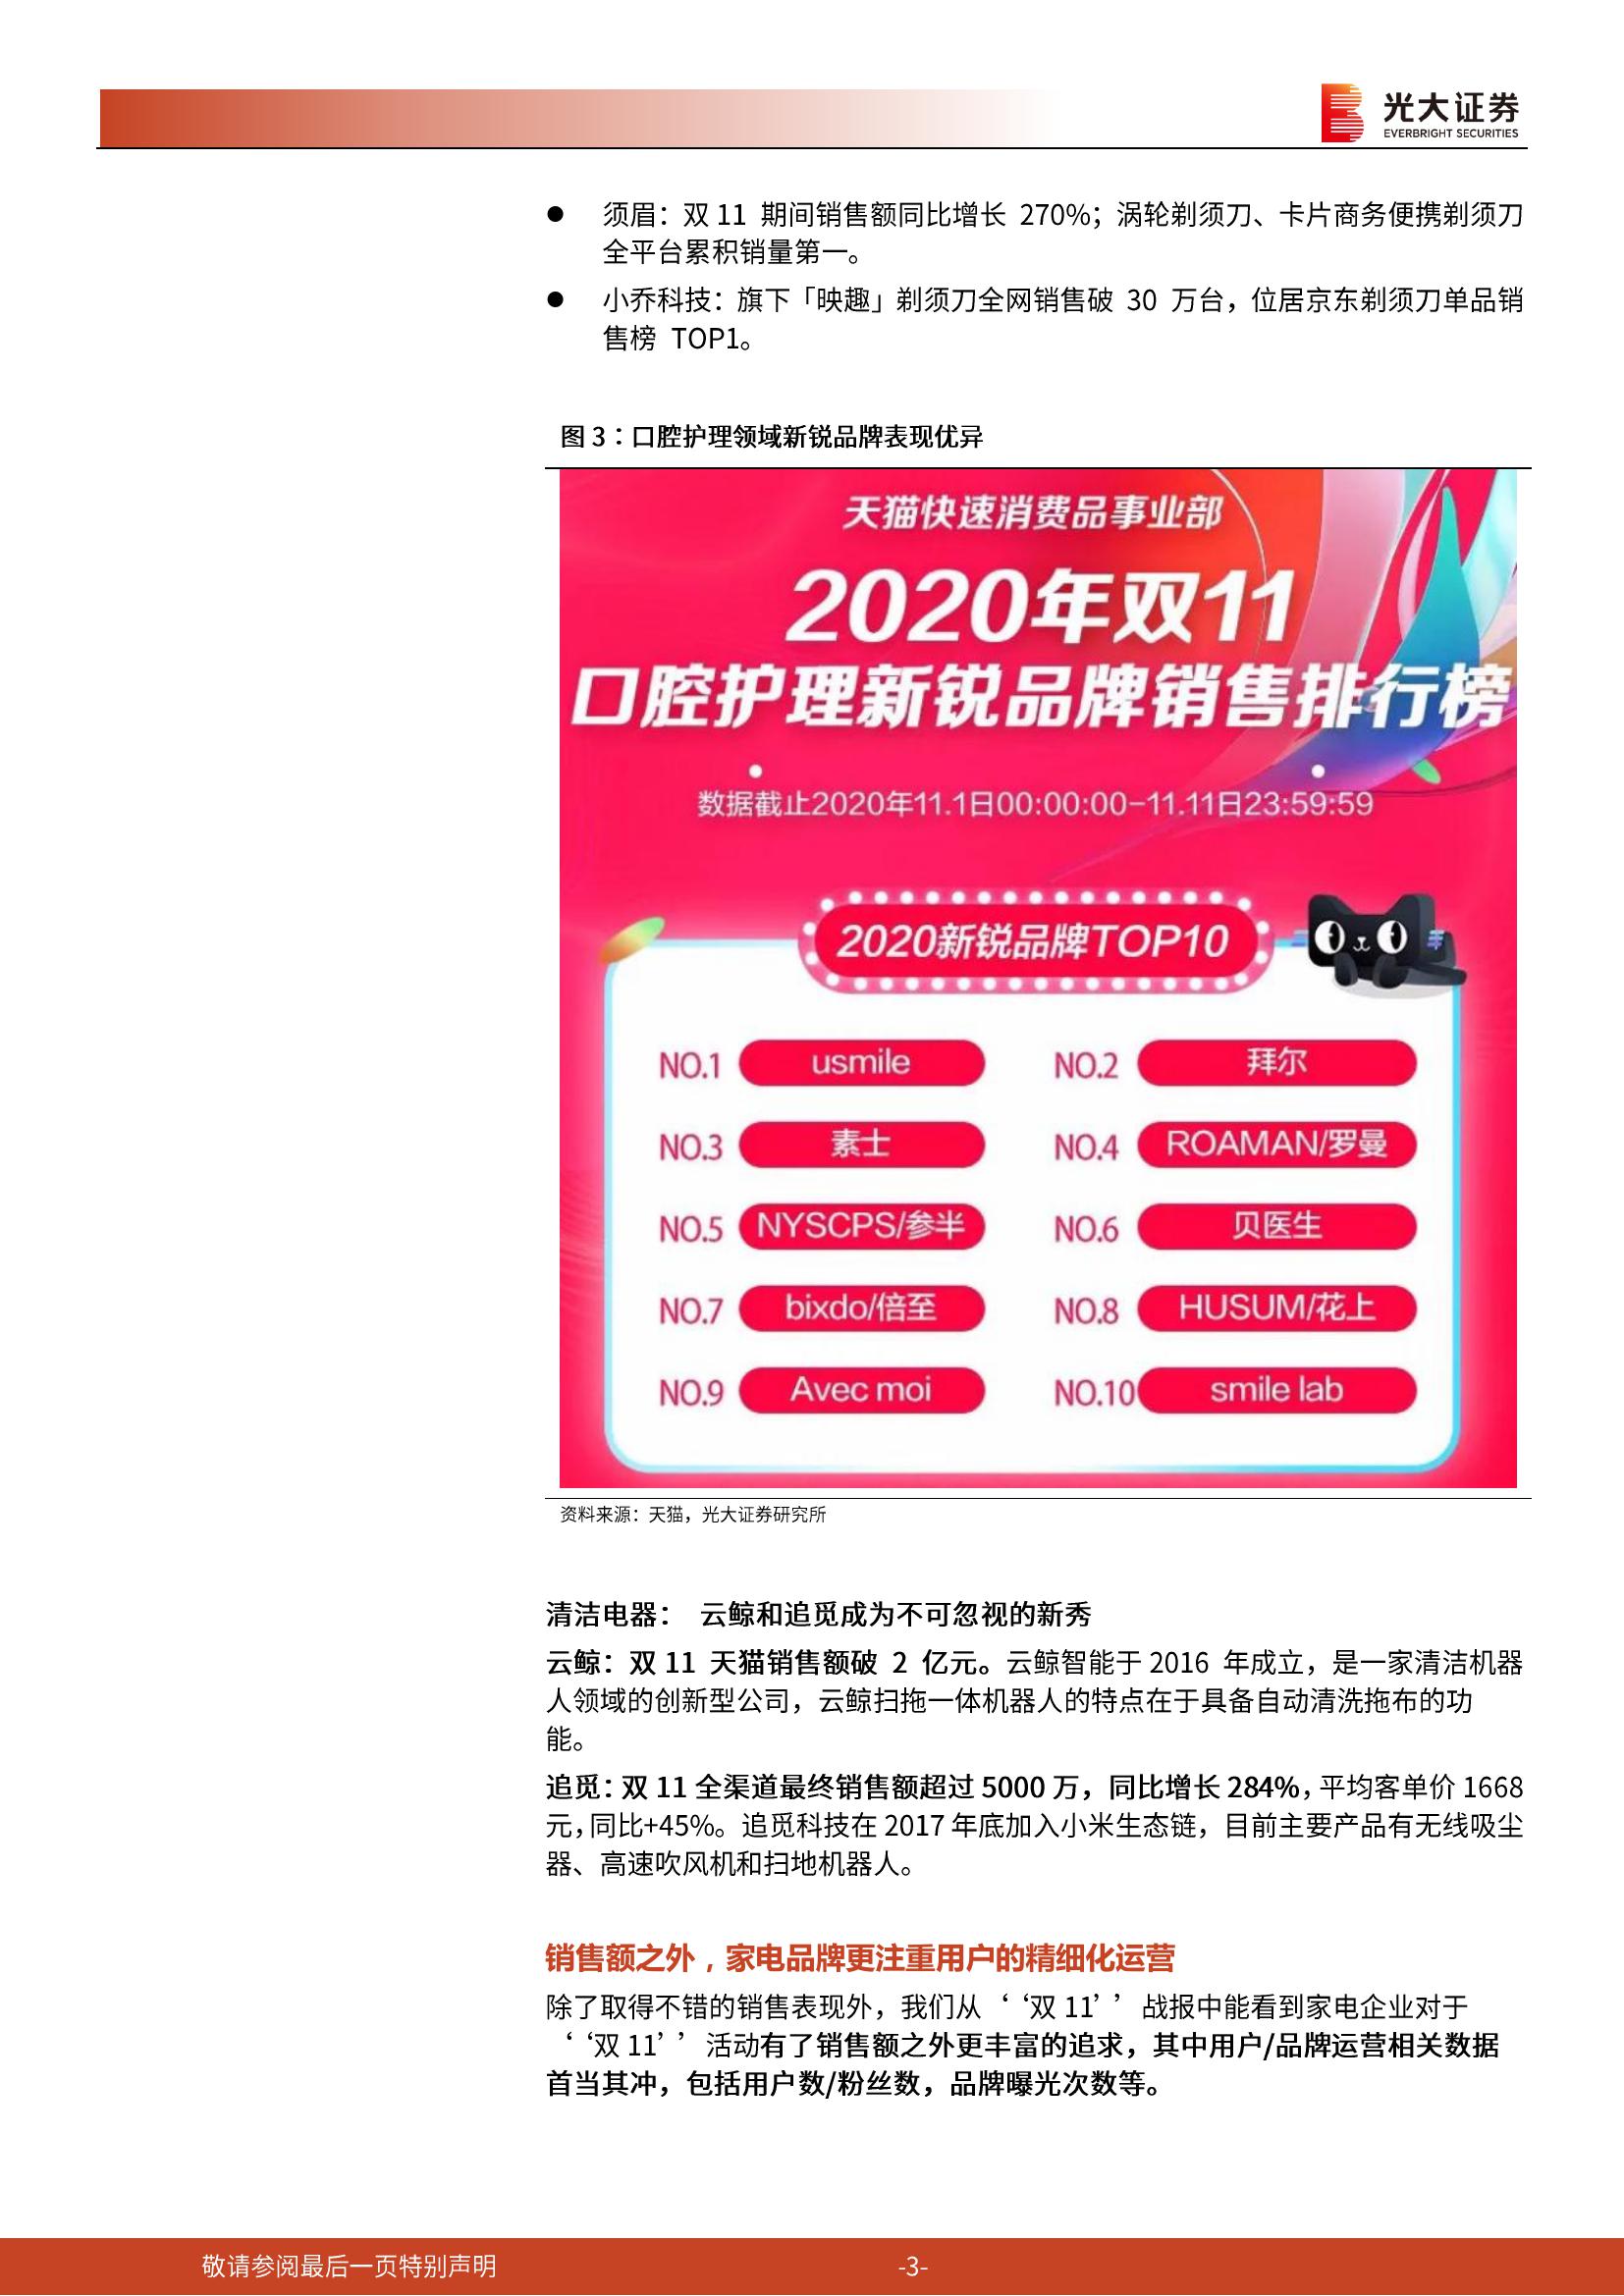 光大证券
EVERBRIGHT SECURITIES
● 须眉：双 11 期间销售额同比增长 270%；涡轮剃须刀、卡片商务便携剃须刀
全平台累积销量第一。
● 小乔科技：旗下「映趣」剃须刀全网销售破 30 万台，位居京东剃须刀单品销
售榜 TOP1。
图 3：口腔护理领域新锐品牌表现优异
天猫快速消费品事业部
2020年双11
口腔护理新锐品牌销售排行榜
数据截止2020年11.1日00:00:00-11.11日23:59:59
2020新锐品牌TOP10
NO.1 usmile NO.2 拜尔
NO.3 素士 NO.4 ROAMAN/罗曼
NO.5 NYSCPS/参半 NO.6 贝医生
NO.7 bixdo/倍至 NO.8 HUSUM/花上
NO.9 Avec moi NO.10 smile lab
资料来源：天猫，光大证券研究所
清洁电器： 云鲸和追觅成为不可忽视的新秀
云鲸：双 11 天猫销售额破 2 亿元。云鲸智能于 2016 年成立，是一家清洁机器
人领域的创新型公司，云鲸扫拖一体机器人的特点在于具备自动清洗拖布的功
能。
追觅：双 11 全渠道最终销售额超过 5000 万，同比增长 284%，平均客单价 1668
元，同比+45%。追觅科技在 2017 年底加入小米生态链，目前主要产品有无线吸尘
器、高速吹风机和扫地机器人。
销售额之外，家电品牌更注重用户的精细化运营
除了取得不错的销售表现外，我们从‘‘双 11’’战报中能看到家电企业对于
‘‘双 11’’活动有了销售额之外更丰富的追求，其中用户/品牌运营相关数据
首当其冲，包括用户数/粉丝数，品牌曝光次数等。
敬请参阅最后一页特别声明 -3-